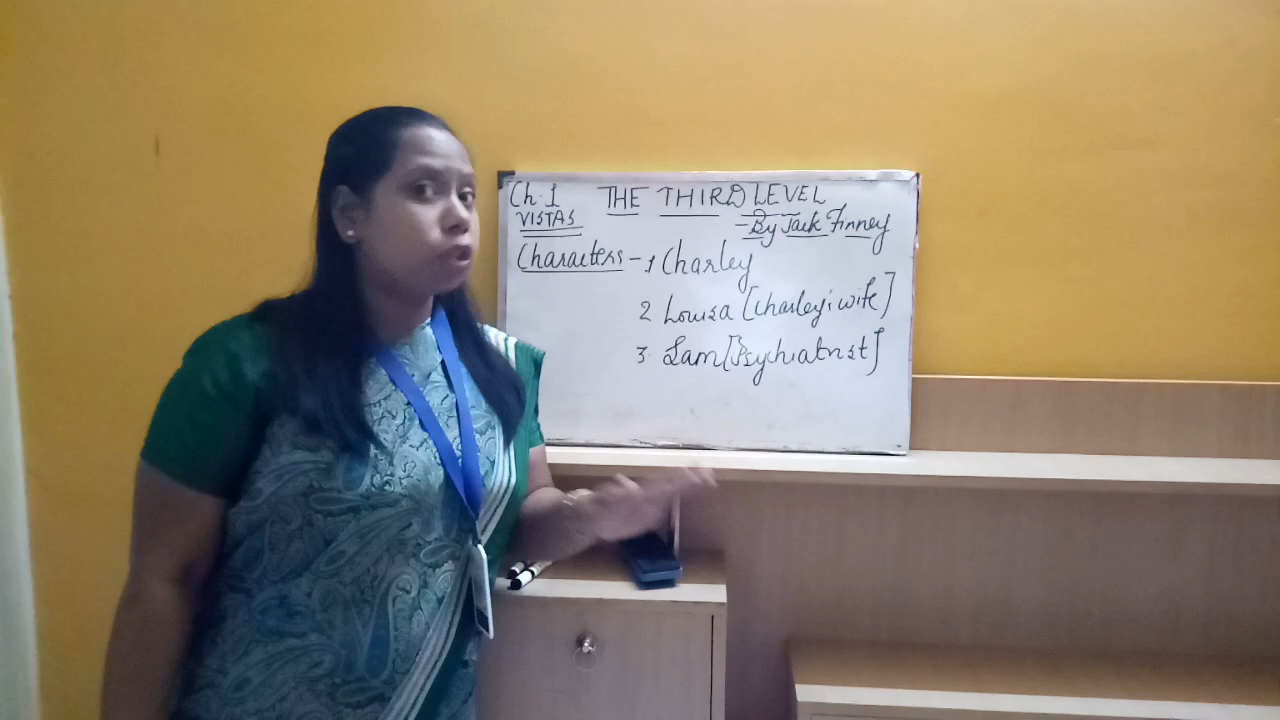 Ch. 1 THE THIRD LEVEL
VISTAS
- By Jack Finney
Characters - 1 Charley
2 Louisa [Charley's wife]
3. Sam [Psychiatrist]